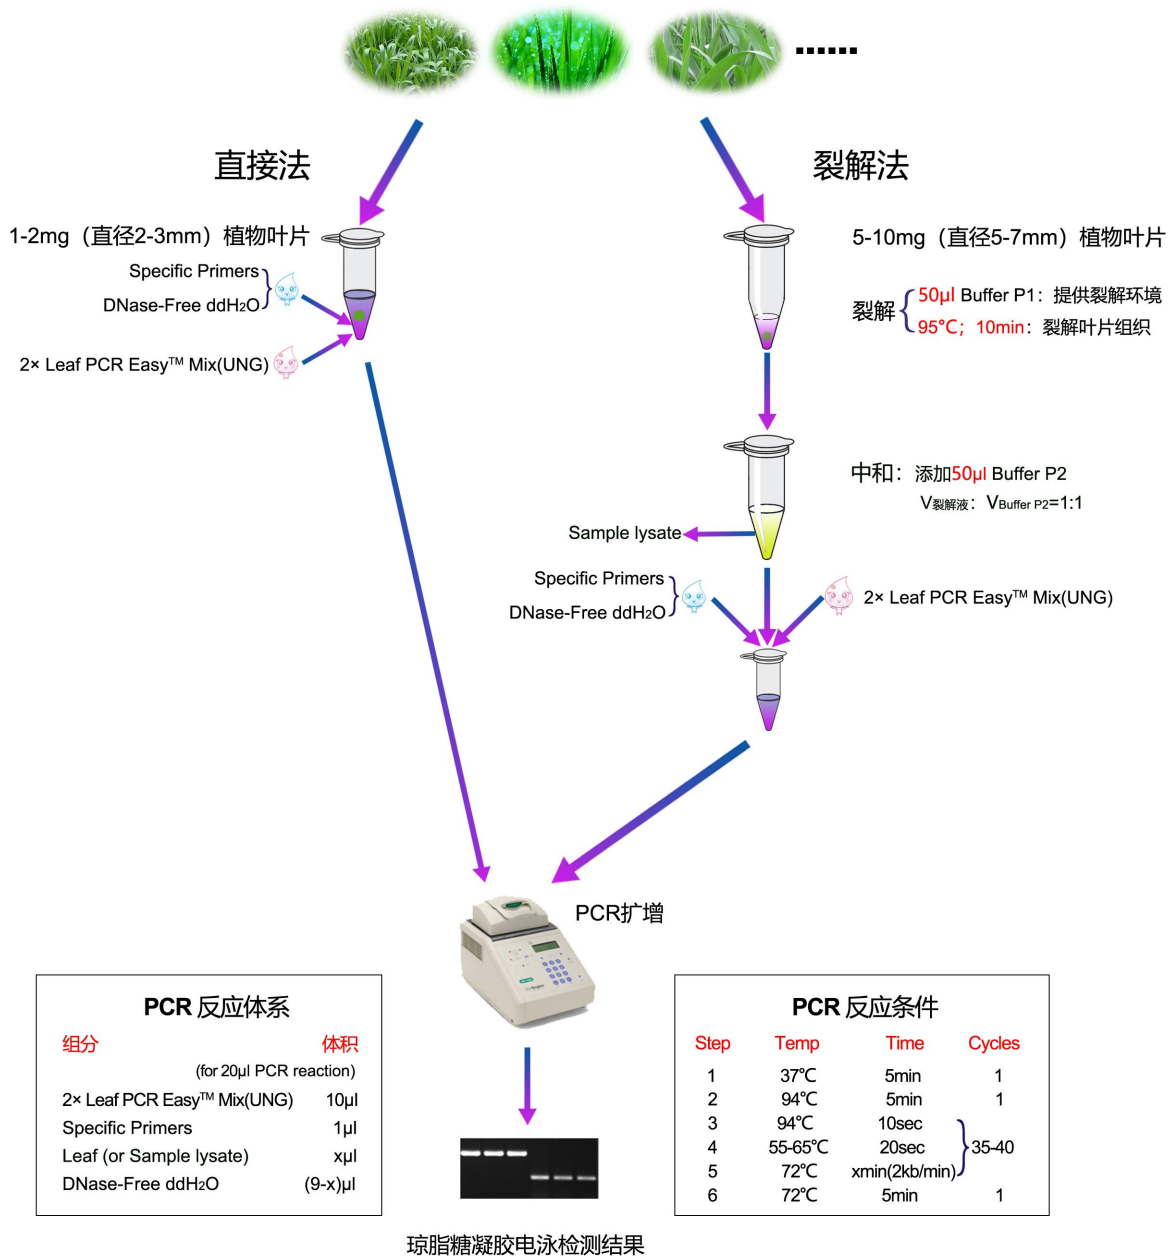 直接法
裂解法
1-2mg（直径2-3mm）植物叶片
Specific Primers
DNase-Free ddH2O
2× Leaf PCR Easy™ Mix(UNG)
5-10mg（直径5-7mm）植物叶片
裂解
50µl Buffer P1：提供裂解环境
95℃；10min：裂解叶片组织
中和：添加50µl Buffer P2
V裂解液：VBuffer P2=1:1
Sample lysate
Specific Primers
DNase-Free ddH2O
2× Leaf PCR Easy™ Mix(UNG)
PCR扩增
PCR 反应体系
组分 体积
(for 20µl PCR reaction)
2× Leaf PCR Easy™ Mix(UNG) 10µl
Specific Primers 1µl
Leaf (or Sample lysate) xµl
DNase-Free ddH2O (9-x)µl
PCR 反应条件
Step Temp Time Cycles
1 37℃ 5min 1
2 94℃ 5min 1
3 94℃ 10sec
4 55-65℃ 20sec 35-40
5 72℃ xmin(2kb/min)
6 72℃ 5min 1
琼脂糖凝胶电泳检测结果